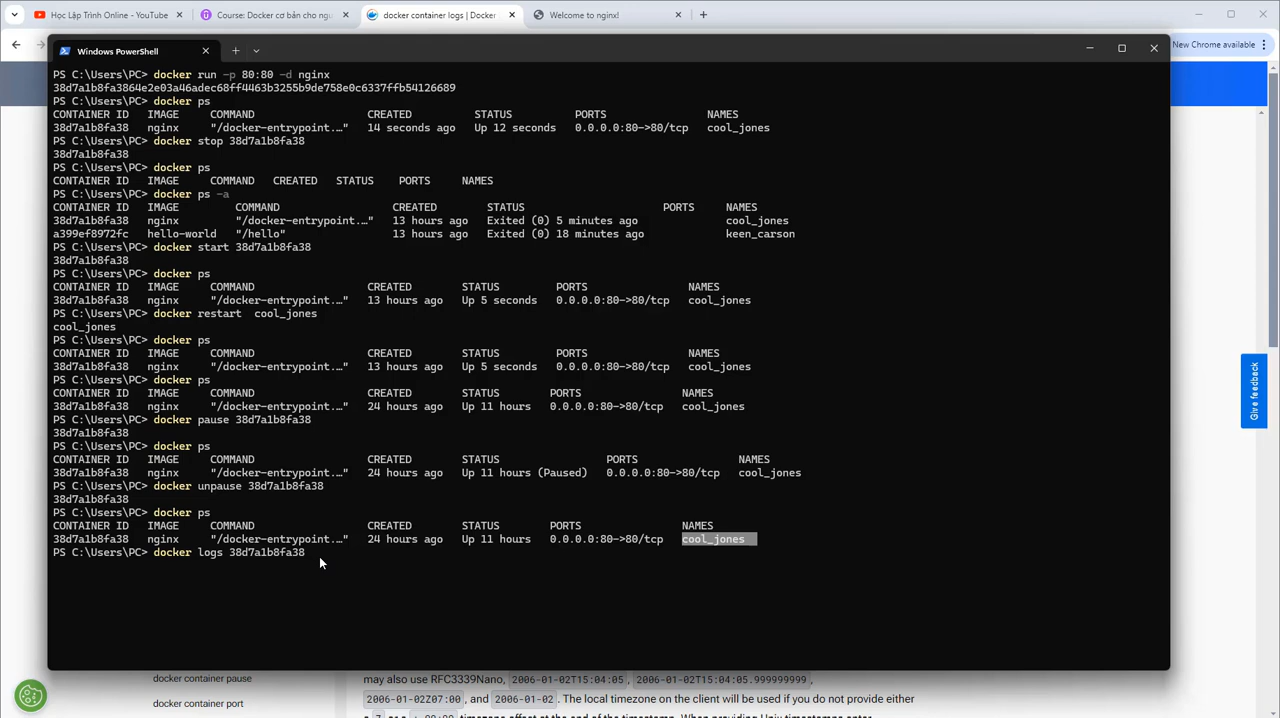 Học Lập Trình Online - YouTube
Course: Docker cơ bản cho ngư
docker container logs | Docker
Welcome to nginx!
New Chrome available
Windows PowerShell
PS C:\Users\PC> docker run -p 80:80 -d nginx
38d7a1b8fa3864e2e03a46adec68ff4463b3255b9de758e0c6337ffb54126689
PS C:\Users\PC> docker ps
CONTAINER ID IMAGE COMMAND CREATED STATUS PORTS NAMES
38d7a1b8fa38 nginx "/docker-entrypoint.…" 14 seconds ago Up 12 seconds 0.0.0.0:80->80/tcp cool_jones
PS C:\Users\PC> docker stop 38d7a1b8fa38
38d7a1b8fa38
PS C:\Users\PC> docker ps
CONTAINER ID IMAGE COMMAND CREATED STATUS PORTS NAMES
PS C:\Users\PC> docker ps -a
CONTAINER ID IMAGE COMMAND CREATED STATUS PORTS NAMES
38d7a1b8fa38 nginx "/docker-entrypoint.…" 13 hours ago Exited (0) 5 minutes ago cool_jones
a399ef8972fc hello-world "/hello" 13 hours ago Exited (0) 18 minutes ago keen_carson
PS C:\Users\PC> docker start 38d7a1b8fa38
38d7a1b8fa38
PS C:\Users\PC> docker ps
CONTAINER ID IMAGE COMMAND CREATED STATUS PORTS NAMES
38d7a1b8fa38 nginx "/docker-entrypoint.…" 13 hours ago Up 5 seconds 0.0.0.0:80->80/tcp cool_jones
PS C:\Users\PC> docker restart cool_jones
cool_jones
PS C:\Users\PC> docker ps
CONTAINER ID IMAGE COMMAND CREATED STATUS PORTS NAMES
38d7a1b8fa38 nginx "/docker-entrypoint.…" 13 hours ago Up 5 seconds 0.0.0.0:80->80/tcp cool_jones
PS C:\Users\PC> docker ps
CONTAINER ID IMAGE COMMAND CREATED STATUS PORTS NAMES
38d7a1b8fa38 nginx "/docker-entrypoint.…" 24 hours ago Up 11 hours 0.0.0.0:80->80/tcp cool_jones
PS C:\Users\PC> docker pause 38d7a1b8fa38
38d7a1b8fa38
PS C:\Users\PC> docker ps
CONTAINER ID IMAGE COMMAND CREATED STATUS PORTS NAMES
38d7a1b8fa38 nginx "/docker-entrypoint.…" 24 hours ago Up 11 hours (Paused) 0.0.0.0:80->80/tcp cool_jones
PS C:\Users\PC> docker unpause 38d7a1b8fa38
38d7a1b8fa38
PS C:\Users\PC> docker ps
CONTAINER ID IMAGE COMMAND CREATED STATUS PORTS NAMES
38d7a1b8fa38 nginx "/docker-entrypoint.…" 24 hours ago Up 11 hours 0.0.0.0:80->80/tcp cool_jones
PS C:\Users\PC> docker logs 38d7a1b8fa38
Give feedback
docker container pause
docker container port
may also use RFC3339Nano, 2006-01-02T15:04:05, 2006-01-02T15:04:05.999999999,
2006-01-02Z07:00, and 2006-01-02. The local timezone on the client will be used if you do not provide either
timezone offset at the end of the timestamp. When providing Unix timestamps enter